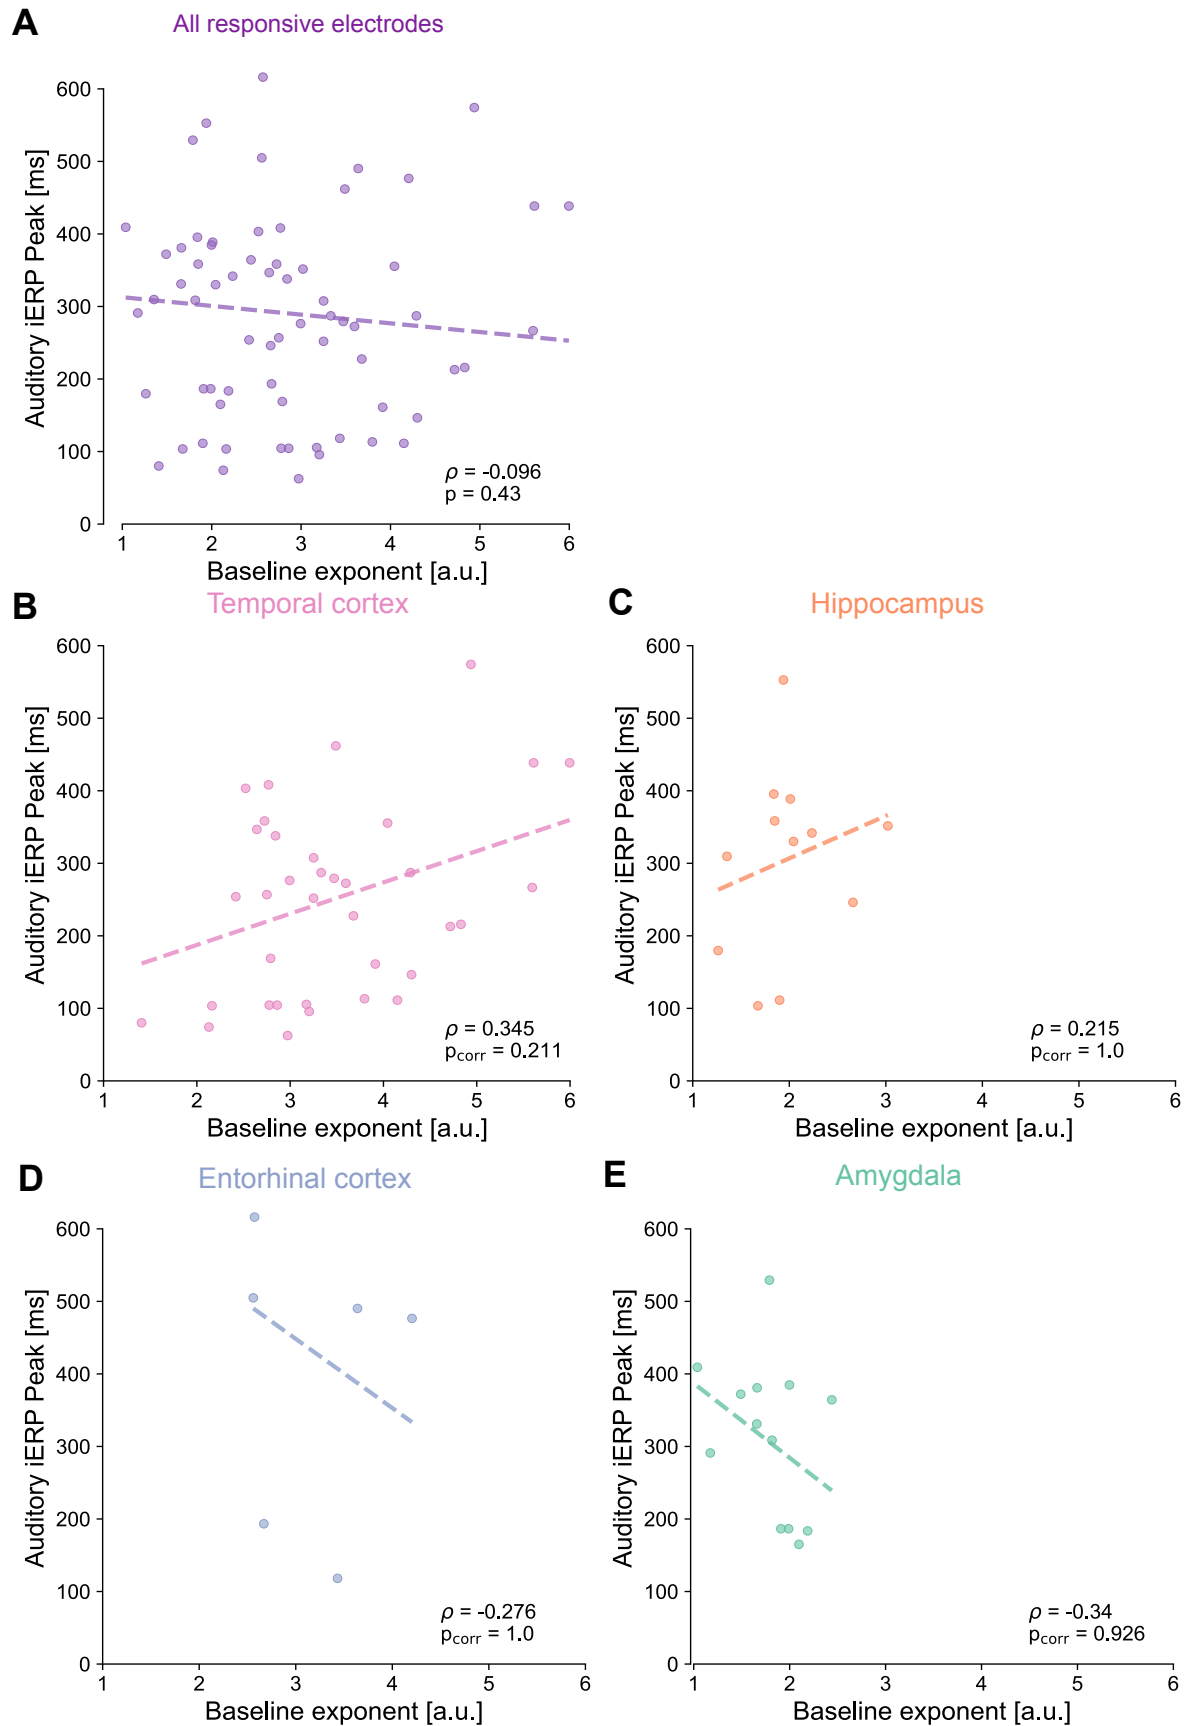 A
All responsive electrodes
600
500
400
300
200
100
0
Auditory iERP Peak [ms]
ρ = -0.096
p = 0.43
1 2 3 4 5 6
Baseline exponent [a.u.]
B
Temporal cortex
600
500
400
300
200
100
0
Auditory iERP Peak [ms]
ρ = 0.345
pcorr = 0.211
1 2 3 4 5 6
Baseline exponent [a.u.]
C
Hippocampus
600
500
400
300
200
100
0
Auditory iERP Peak [ms]
ρ = 0.215
pcorr = 1.0
1 2 3 4 5 6
Baseline exponent [a.u.]
D
Entorhinal cortex
600
500
400
300
200
100
0
Auditory iERP Peak [ms]
ρ = -0.276
pcorr = 1.0
1 2 3 4 5 6
Baseline exponent [a.u.]
E
Amygdala
600
500
400
300
200
100
0
Auditory iERP Peak [ms]
ρ = -0.34
pcorr = 0.926
1 2 3 4 5 6
Baseline exponent [a.u.]